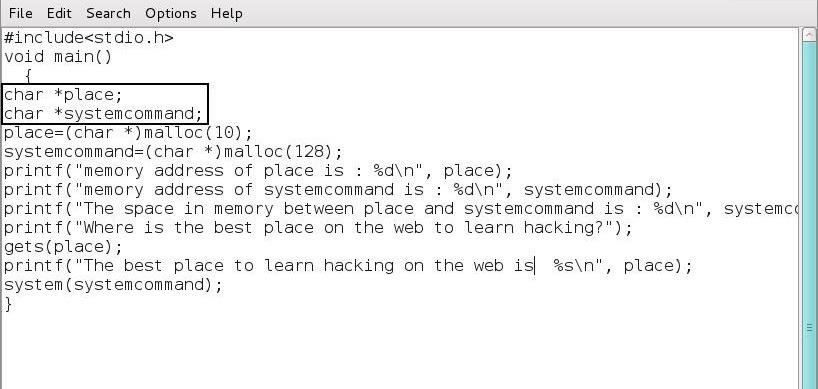 File Edit Search Options Help
#include<stdio.h>
void main()
{
char *place;
char *systemcommand;
place=(char *)malloc(10);
systemcommand=(char *)malloc(128);
printf("memory address of place is : %d\n", place);
printf("memory address of systemcommand is : %d\n", systemcommand);
printf("The space in memory between place and systemcommand is : %d\n", systemc
printf("Where is the best place on the web to learn hacking?");
gets(place);
printf("The best place to learn hacking on the web is  %s\n", place);
system(systemcommand);
}